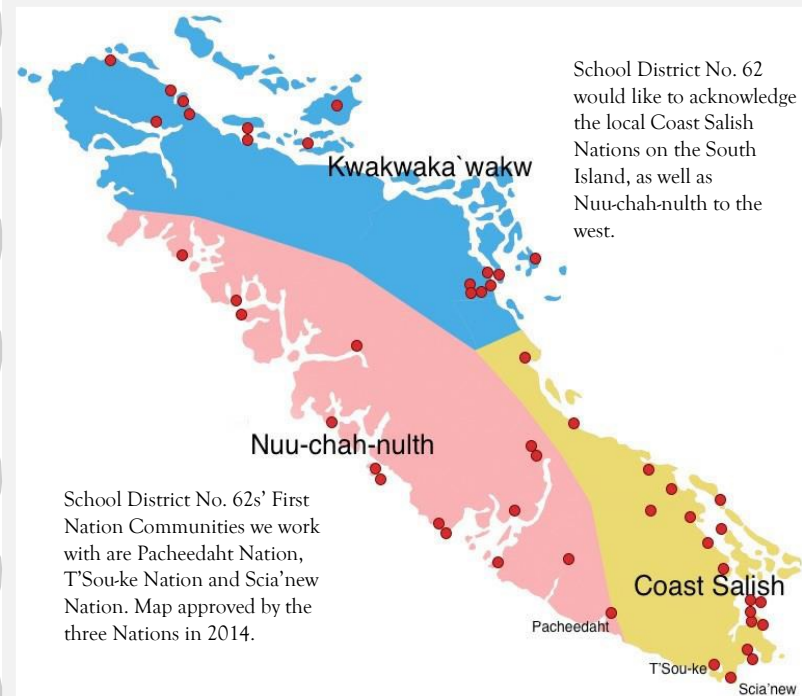 School District No. 62
would like to acknowledge
the local Coast Salish
Nations on the South
Island, as well as
Nuu-chah-nulth to the
west.
Kwakwaka`wakw
Nuu-chah-nulth
School District No. 62s’ First
Nation Communities we work
with are Pacheedaht Nation,
T’Sou-ke Nation and Scia’new
Nation. Map approved by the
three Nations in 2014.
Coast Salish
Pacheedaht
T'Sou-ke
Scia'new